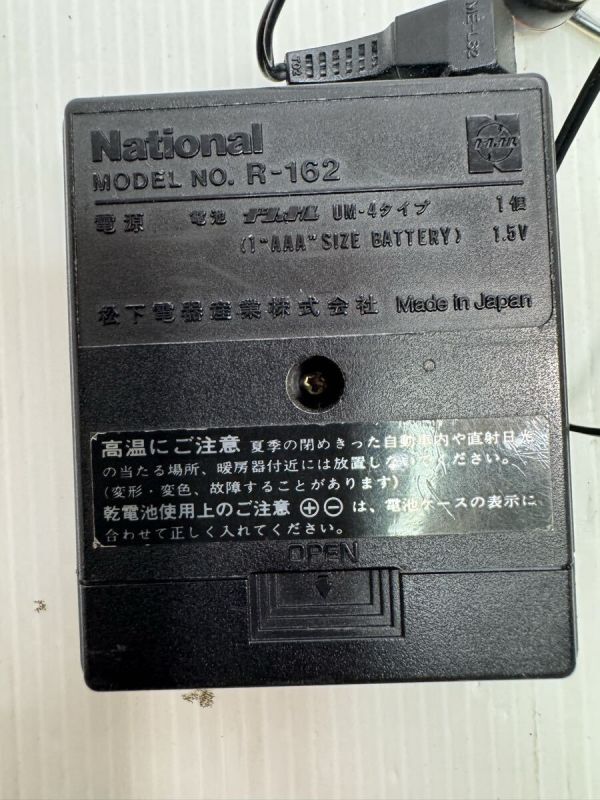 National
MODEL NO. R-162
電源 電池 ナショナル UM-4タイプ 1個
(1"AAA"SIZE BATTERY) 1.5V
松下電器産業株式会社 Made in Japan
高温にご注意 夏季の閉めきった自動車内や直射日光
の当たる場所、暖房器付近には放置しないでください。
(変形・変色、故障することがあります)
乾電池使用上のご注意 ⊕⊖ は、電池ケースの表示に
合わせて正しく入れてください。
OPEN